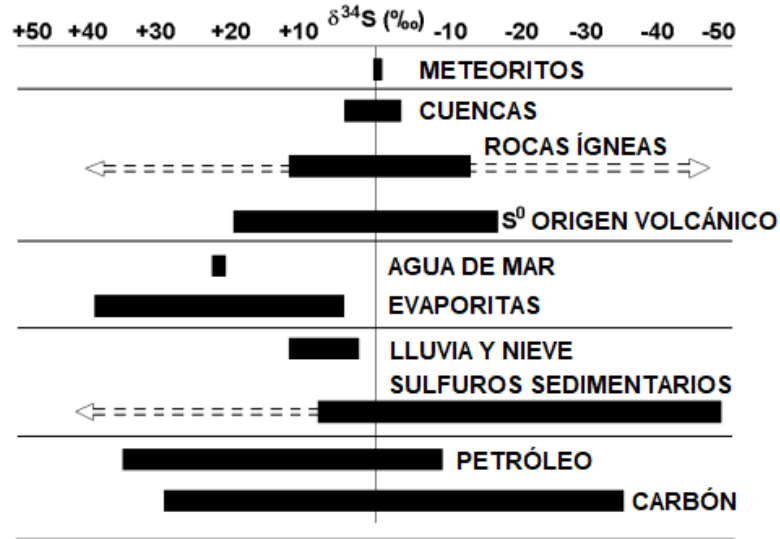 δ³⁴S (‰)
+50 +40 +30 +20 +10 -10 -20 -30 -40 -50
METEORITOS
CUENCAS
ROCAS ÍGNEAS
S⁰ ORIGEN VOLCÁNICO
AGUA DE MAR
EVAPORITAS
LLUVIA Y NIEVE
SULFUROS SEDIMENTARIOS
PETRÓLEO
CARBÓN